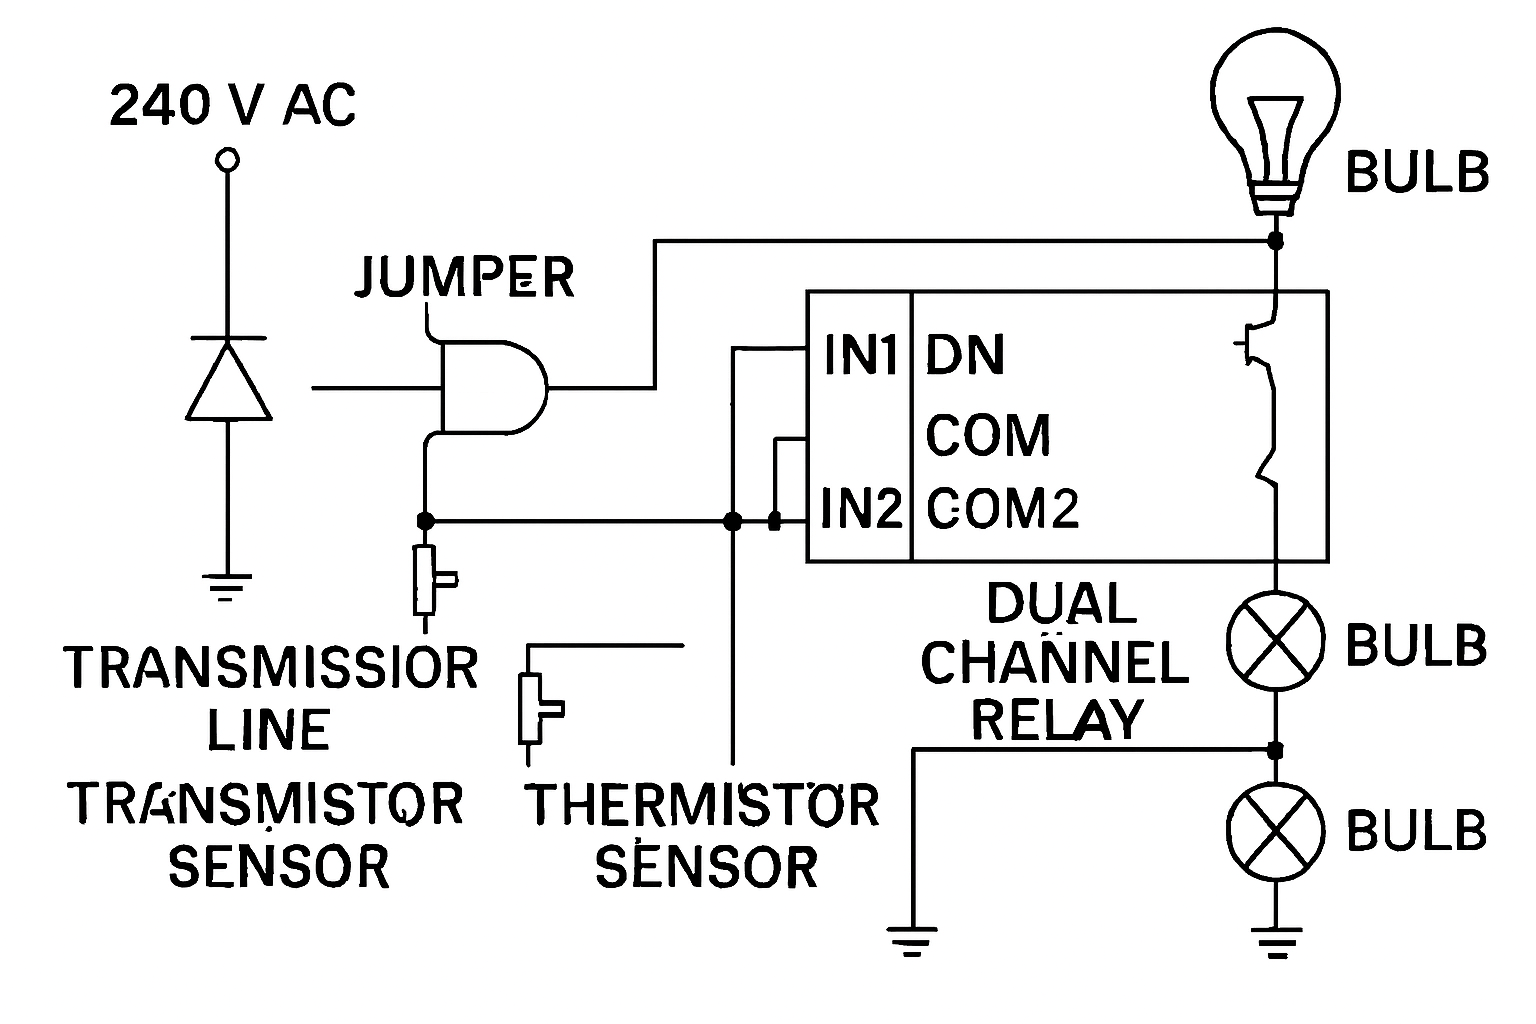 240 V AC
BULB
JUMPER
IN1 DN
COM
IN2 COM2
DUAL
CHANNEL
RELAY
BULB
TRANSMISSIOR
LINE
TRANSMISTOR
SENSOR
THERMISTOR
SENSOR
BULB